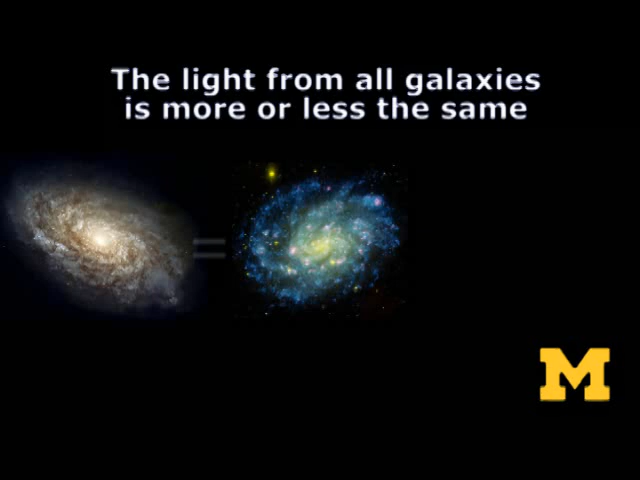 The light from all galaxies
is more or less the same
=
M